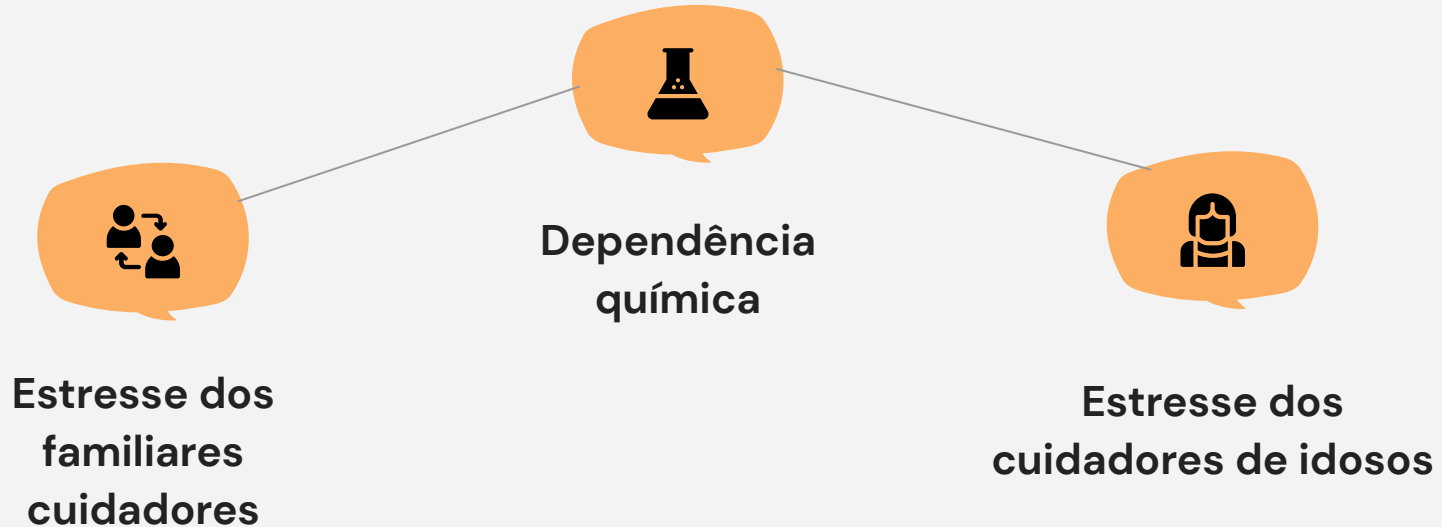 Dependência
química
Estresse dos
familiares
cuidadores
Estresse dos
cuidadores de idosos